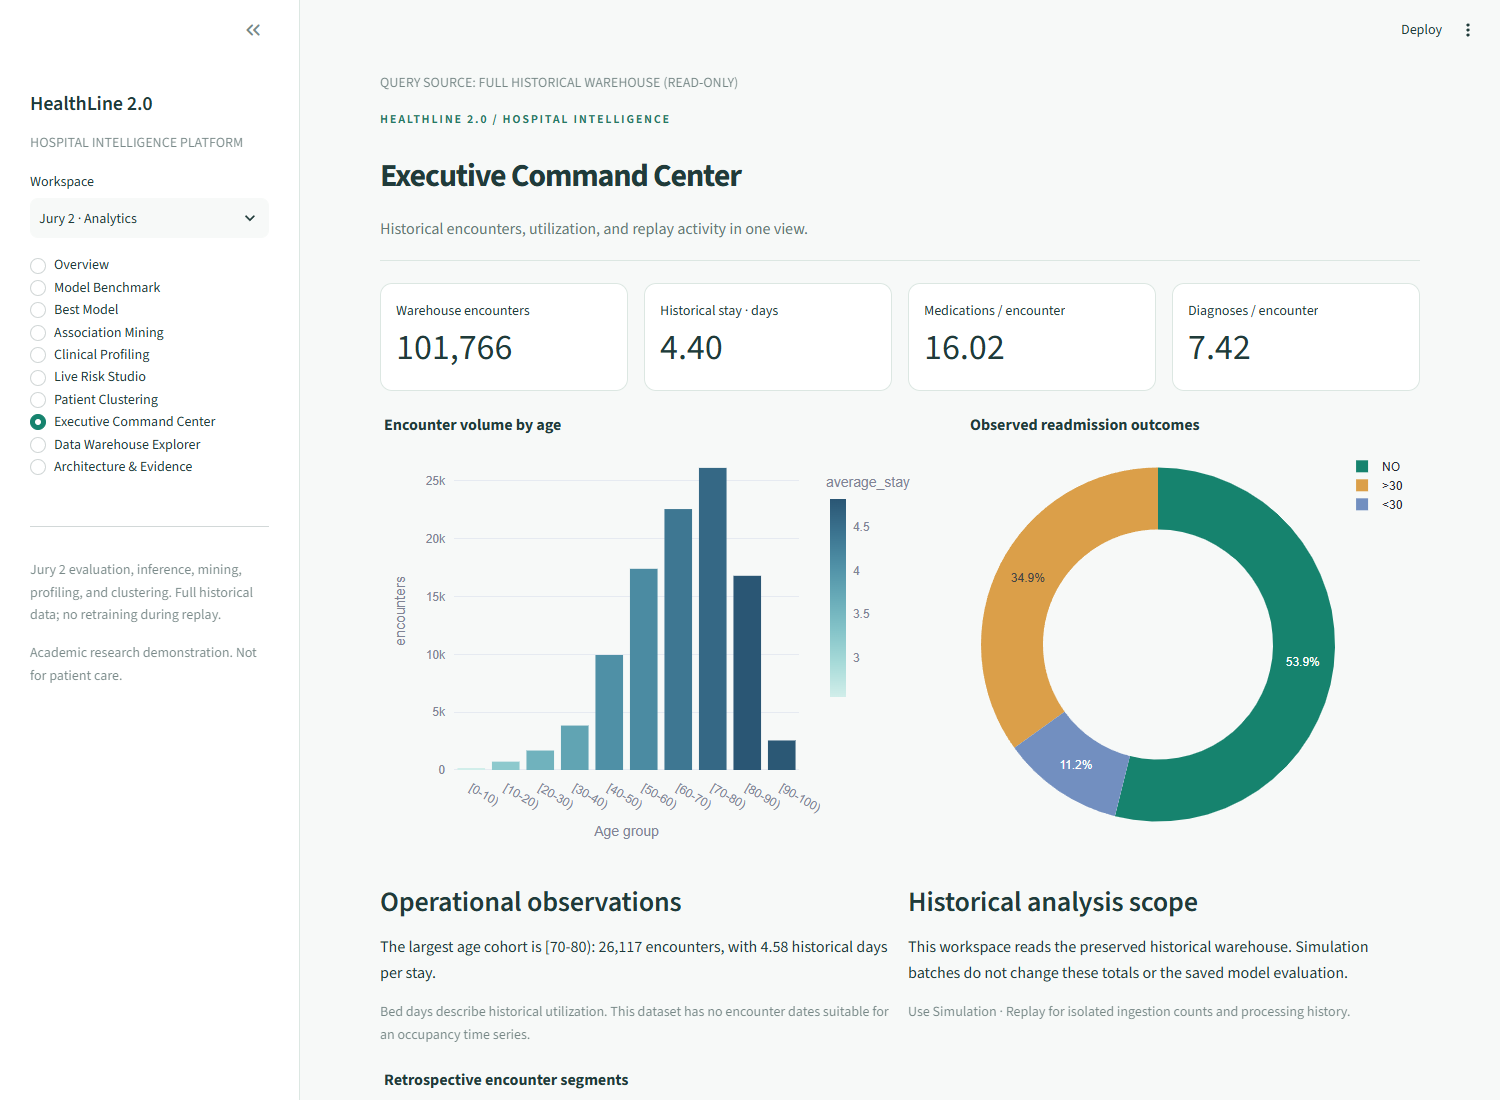 Deploy
HealthLine 2.0
HOSPITAL INTELLIGENCE PLATFORM
Workspace
Jury 2 · Analytics
Overview
Model Benchmark
Best Model
Association Mining
Clinical Profiling
Live Risk Studio
Patient Clustering
Executive Command Center
Data Warehouse Explorer
Architecture & Evidence
Jury 2 evaluation, inference, mining,
profiling, and clustering. Full historical
data; no retraining during replay.
Academic research demonstration. Not
for patient care.
QUERY SOURCE: FULL HISTORICAL WAREHOUSE (READ-ONLY)
HEALTHLINE 2.0 / HOSPITAL INTELLIGENCE
Executive Command Center
Historical encounters, utilization, and replay activity in one view.
Warehouse encounters
101,766
Historical stay · days
4.40
Medications / encounter
16.02
Diagnoses / encounter
7.42
Encounter volume by age
encounters
25k
20k
15k
10k
5k
0
[0-10)
[10-20)
[20-30)
[30-40)
[40-50)
[50-60)
[60-70)
[70-80)
[80-90)
[90-100)
Age group
average_stay
4.5
4
3.5
3
Observed readmission outcomes
NO
>30
<30
34.9%
53.9%
11.2%
Operational observations
The largest age cohort is [70-80): 26,117 encounters, with 4.58 historical days
per stay.
Bed days describe historical utilization. This dataset has no encounter dates suitable for
an occupancy time series.
Historical analysis scope
This workspace reads the preserved historical warehouse. Simulation
batches do not change these totals or the saved model evaluation.
Use Simulation · Replay for isolated ingestion counts and processing history.
Retrospective encounter segments